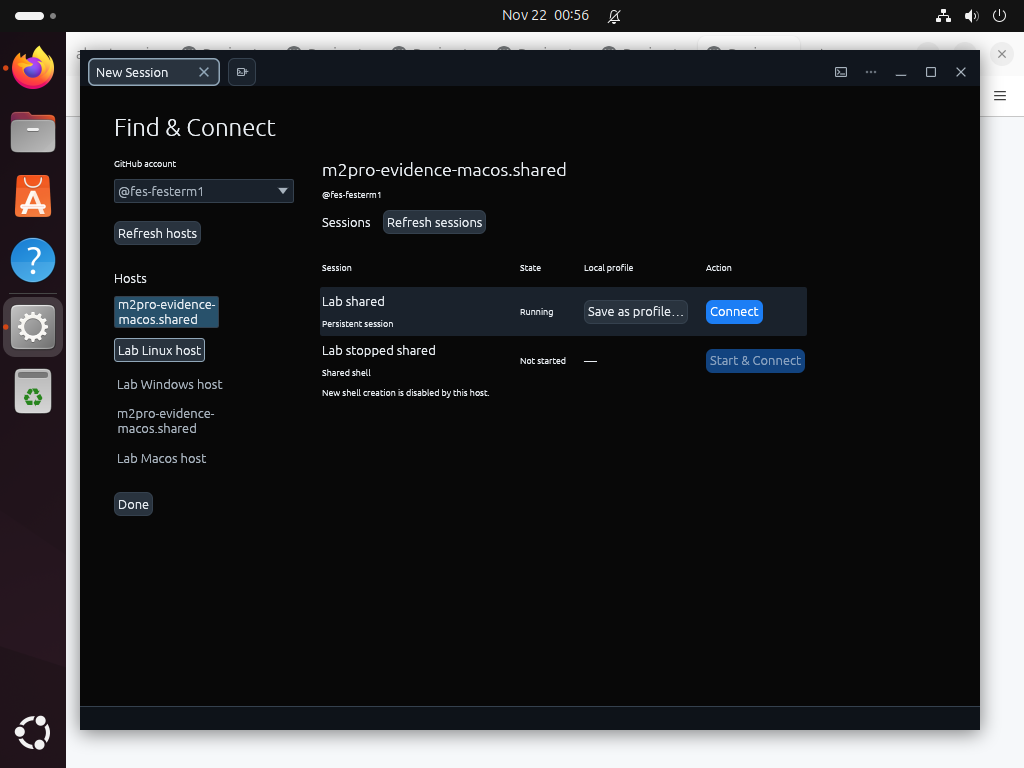 Nov 22 00:56
New Session
Find & Connect
GitHub account
@fes-festerm1
Refresh hosts
Hosts
m2pro-evidence-
macos.shared
Lab Linux host
Lab Windows host
m2pro-evidence-
macos.shared
Lab Macos host
Done
m2pro-evidence-macos.shared
@fes-festerm1
Sessions Refresh sessions
Session State Local profile Action
Lab shared
Persistent session
Running
Save as profile...
Connect
Lab stopped shared
Shared shell
New shell creation is disabled by this host.
Not started
—
Start & Connect